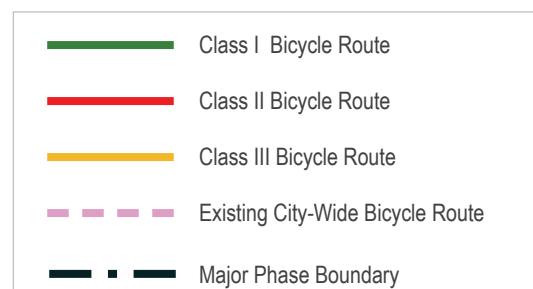 Class I  Bicycle Route
Class II Bicycle Route
Class III Bicycle Route
Existing City-Wide Bicycle Route
Major Phase Boundary